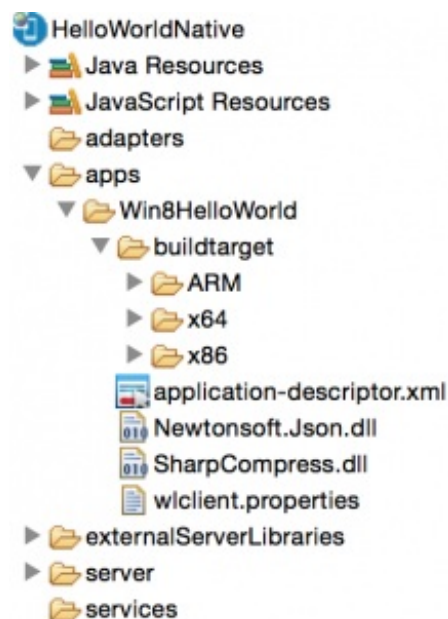 HelloWorldNative
Java Resources
JavaScript Resources
adapters
apps
Win8HelloWorld
buildtarget
ARM
x64
x86
application-descriptor.xml
Newtonsoft.Json.dll
SharpCompress.dll
wlclient.properties
externalServerLibraries
server
services